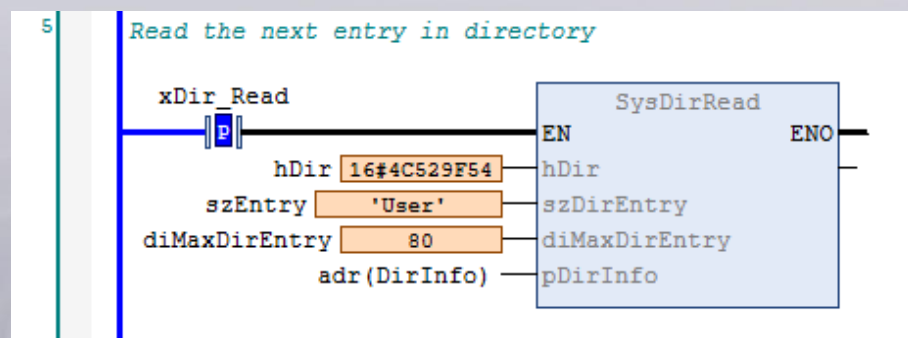 5
Read the next entry in directory
xDir_Read
P
SysDirRead
EN ENO
hDir 16#4C529F54 hDir
szEntry 'User' szDirEntry
diMaxDirEntry 80 diMaxDirEntry
adr(DirInfo) pDirInfo